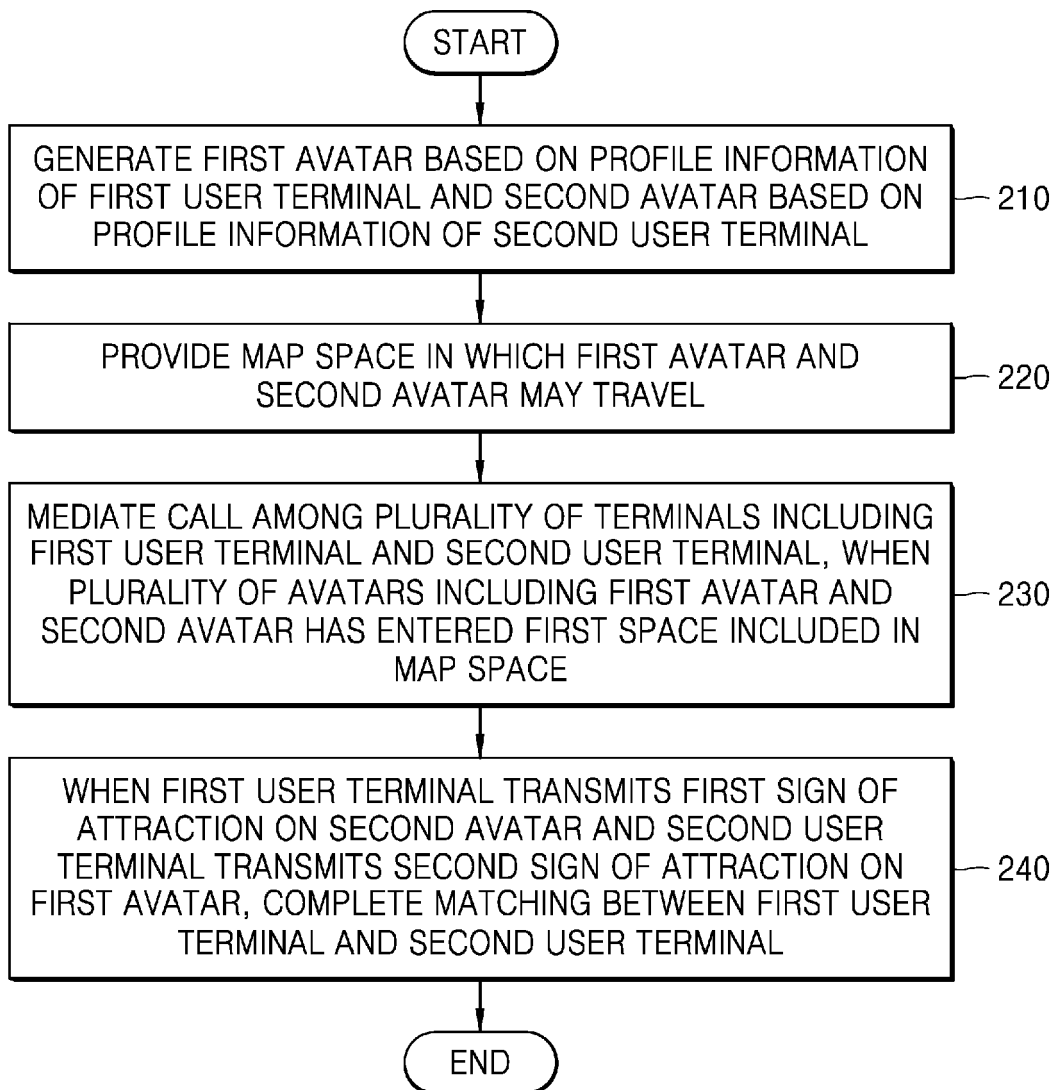 START
GENERATE FIRST AVATAR BASED ON PROFILE INFORMATION
OF FIRST USER TERMINAL AND SECOND AVATAR BASED ON
PROFILE INFORMATION OF SECOND USER TERMINAL
210
PROVIDE MAP SPACE IN WHICH FIRST AVATAR AND
SECOND AVATAR MAY TRAVEL
220
MEDIATE CALL AMONG PLURALITY OF TERMINALS INCLUDING
FIRST USER TERMINAL AND SECOND USER TERMINAL, WHEN
PLURALITY OF AVATARS INCLUDING FIRST AVATAR AND
SECOND AVATAR HAS ENTERED FIRST SPACE INCLUDED IN
MAP SPACE
230
WHEN FIRST USER TERMINAL TRANSMITS FIRST SIGN OF
ATTRACTION ON SECOND AVATAR AND SECOND USER
TERMINAL TRANSMITS SECOND SIGN OF ATTRACTION ON
FIRST AVATAR, COMPLETE MATCHING BETWEEN FIRST USER
TERMINAL AND SECOND USER TERMINAL
240
END